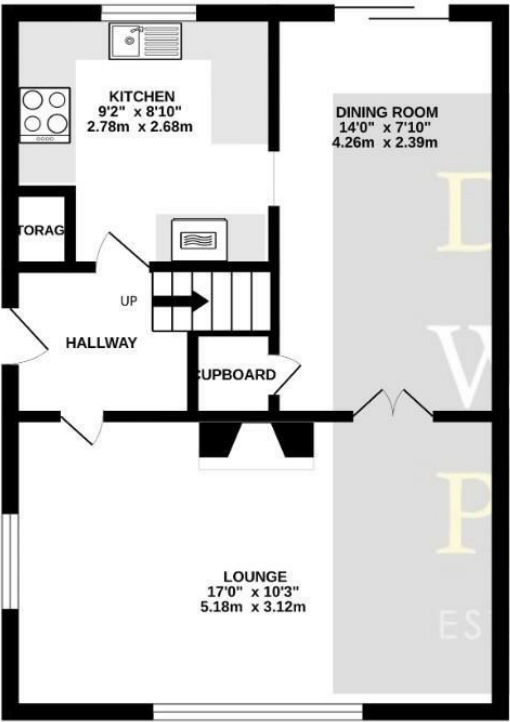 KITCHEN
9'2" x 8'10"
2.78m x 2.68m
DINING ROOM
14'0" x 7'10"
4.26m x 2.39m
D
TORAG
UP
HALLWAY
W
CUPBOARD
P
LOUNGE
17'0" x 10'3"
5.18m x 3.12m
EST